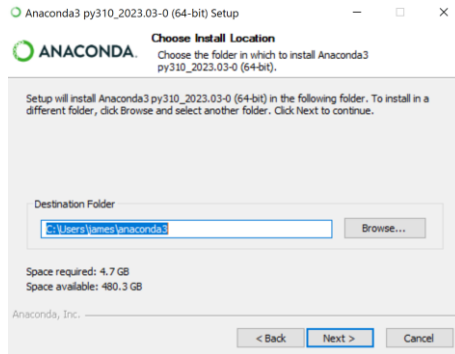 Anaconda3 py310_2023.03-0 (64-bit) Setup
ANACONDA.
Choose Install Location
Choose the folder in which to install Anaconda3
py310_2023.03-0 (64-bit).
Setup will install Anaconda3 py310_2023.03-0 (64-bit) in the following folder. To install in a
different folder, click Browse and select another folder. Click Next to continue.
Destination Folder
C:\Users\james\anaconda3
Browse...
Space required: 4.7 GB
Space available: 480.3 GB
Anaconda, Inc.
< Back
Next >
Cancel